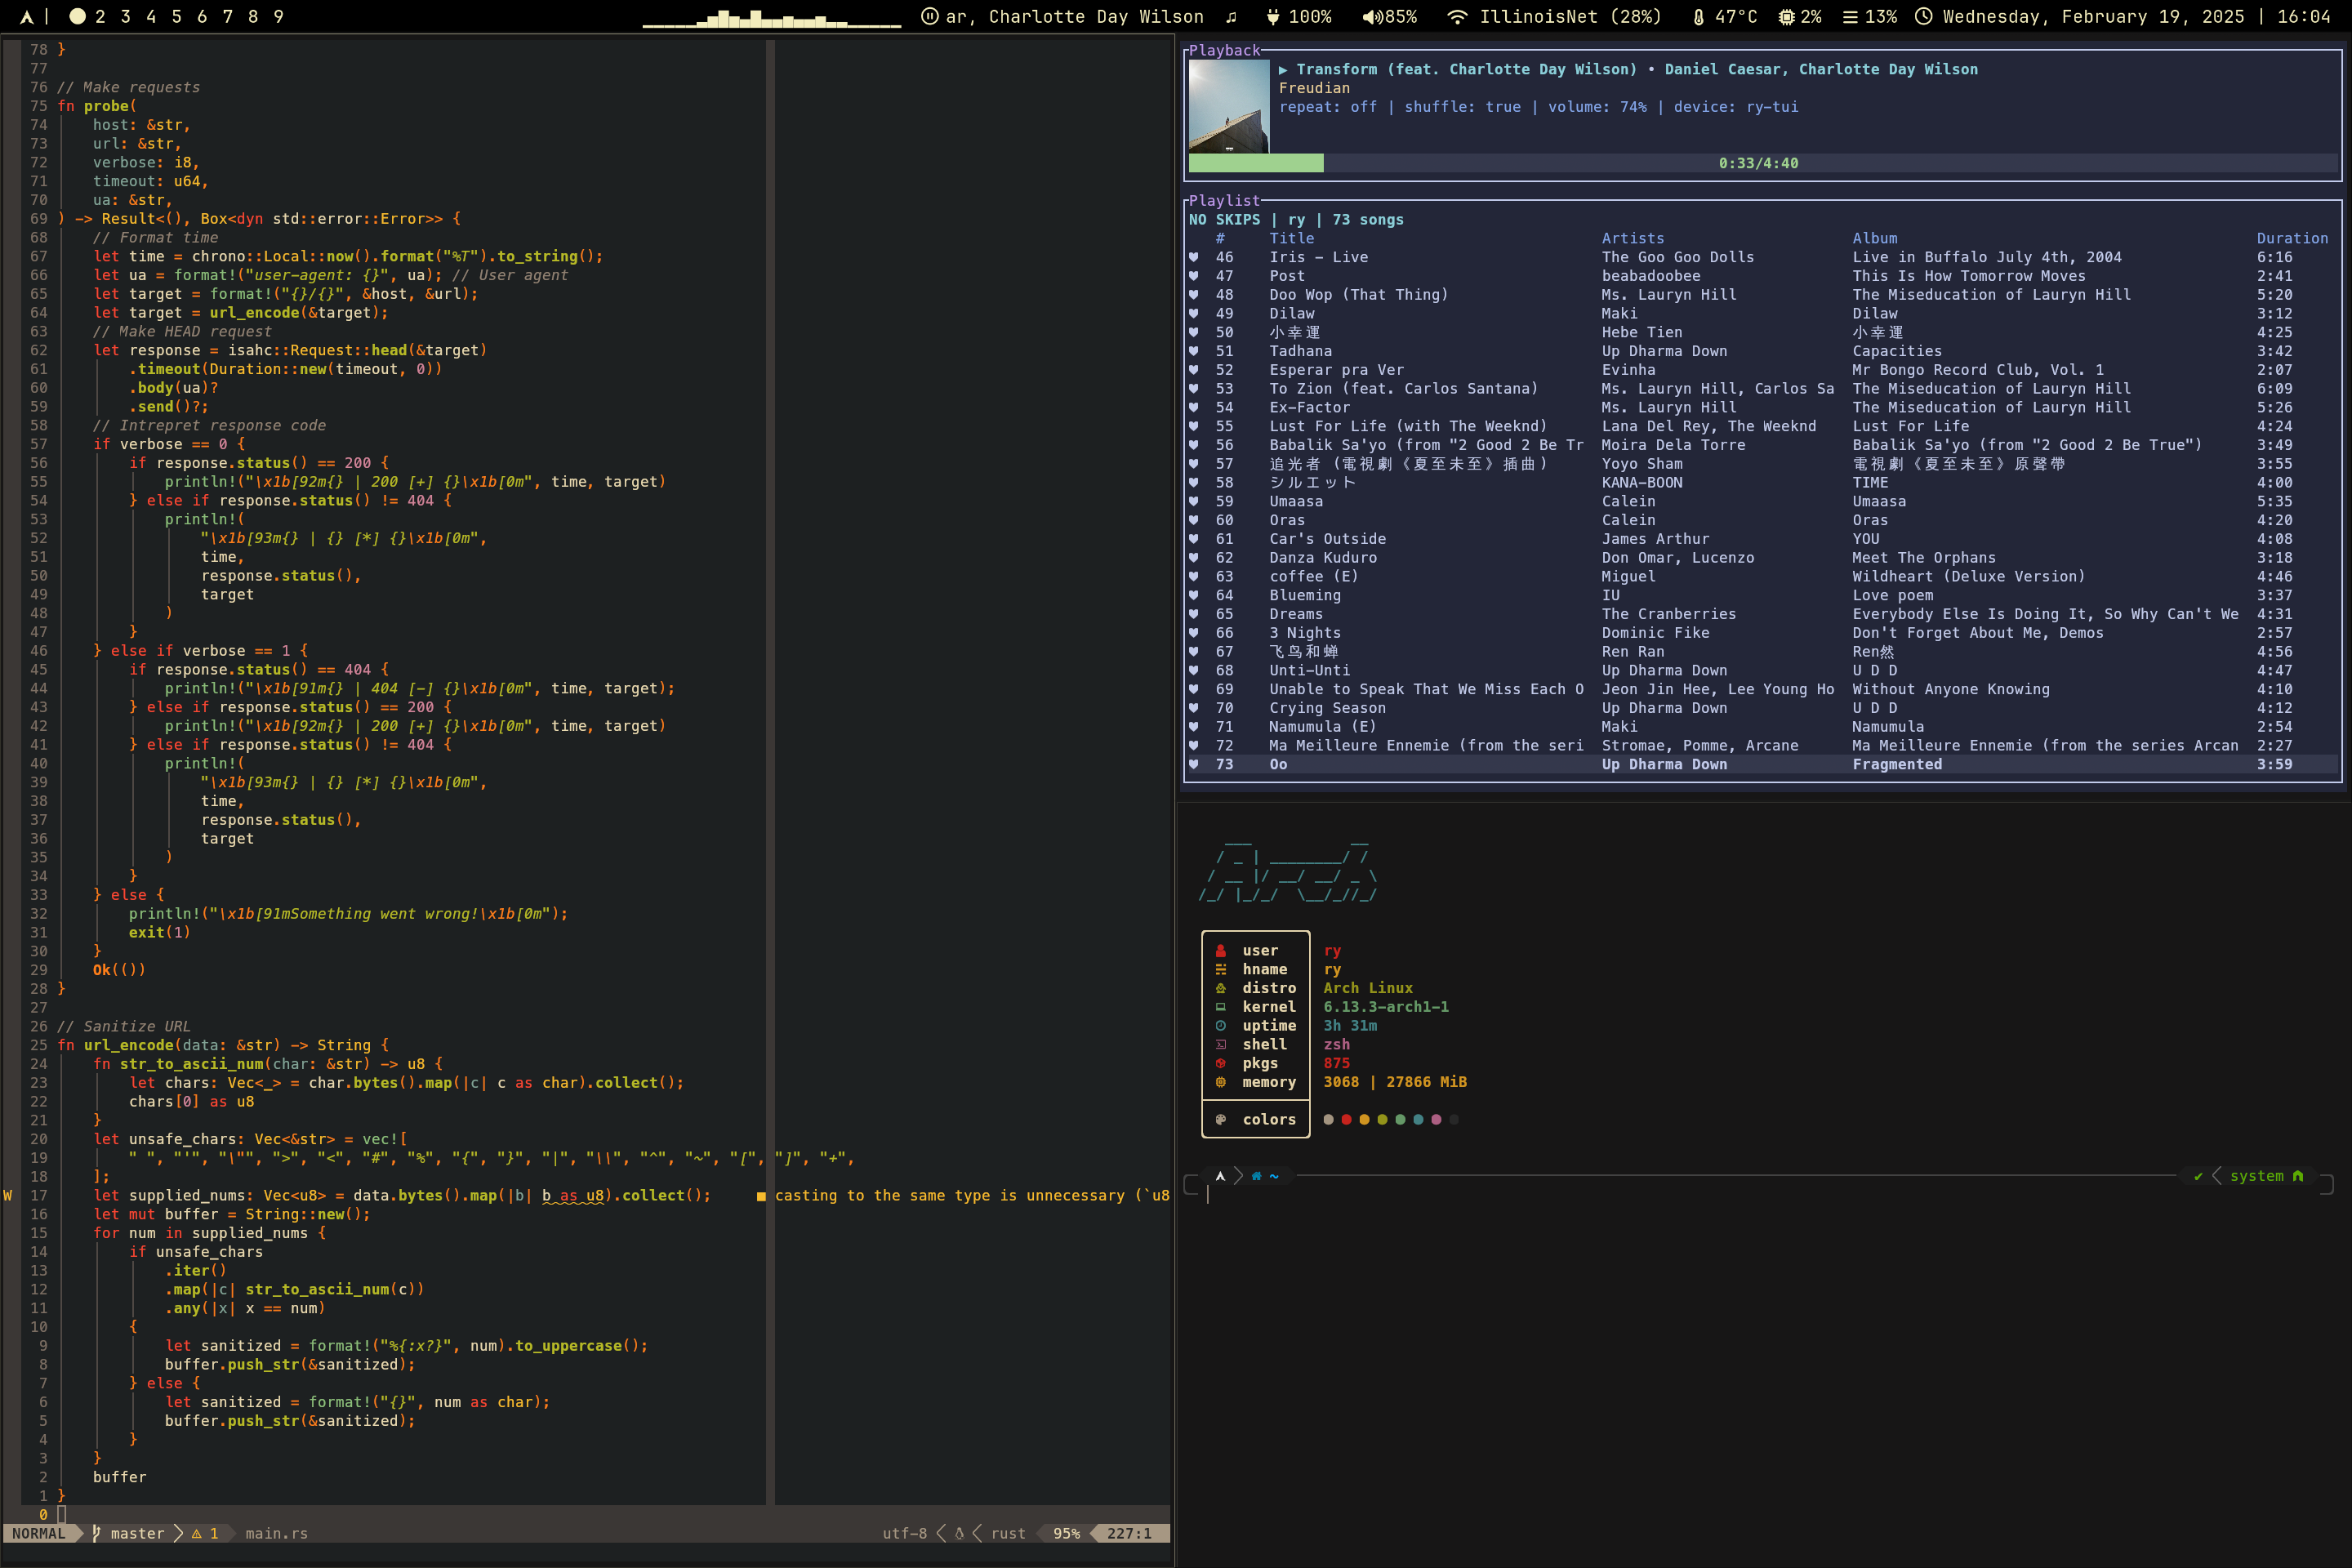 2 3 4 5 6 7 8 9 ar, Charlotte Day Wilson ♫ 100% 85% IllinoisNet (28%) 47°C 2% 13% Wednesday, February 19, 2025 | 16:04
78 }
77
76 // Make requests
75 fn probe(
74 host: &str,
73 url: &str,
72 verbose: i8,
71 timeout: u64,
70 ua: &str,
69 ) -> Result<(), Box<dyn std::error::Error>> {
68 // Format time
67 let time = chrono::Local::now().format("%T").to_string();
66 let ua = format!("user-agent: {}", ua); // User agent
65 let target = format!("{}/{}", &host, &url);
64 let target = url_encode(&target);
63 // Make HEAD request
62 let response = isahc::Request::head(&target)
61 .timeout(Duration::new(timeout, 0))
60 .body(ua)?
59 .send()?;
58 // Intrepret response code
57 if verbose == 0 {
56 if response.status() == 200 {
55 println!("\x1b[92m{} | 200 [+] {}\x1b[0m", time, target)
54 } else if response.status() != 404 {
53 println!(
52 "\x1b[93m{} | {} [*] {}\x1b[0m",
51 time,
50 response.status(),
49 target
48 )
47 }
46 } else if verbose == 1 {
45 if response.status() == 404 {
44 println!("\x1b[91m{} | 404 [-] {}\x1b[0m", time, target);
43 } else if response.status() == 200 {
42 println!("\x1b[92m{} | 200 [+] {}\x1b[0m", time, target)
41 } else if response.status() != 404 {
40 println!(
39 "\x1b[93m{} | {} [*] {}\x1b[0m",
38 time,
37 response.status(),
36 target
35 )
34 }
33 } else {
32 println!("\x1b[91mSomething went wrong!\x1b[0m");
31 exit(1)
30 }
29 Ok(())
28 }
27
26 // Sanitize URL
25 fn url_encode(data: &str) -> String {
24 fn str_to_ascii_num(char: &str) -> u8 {
23 let chars: Vec<_> = char.bytes().map(|c| c as char).collect();
22 chars[0] as u8
21 }
20 let unsafe_chars: Vec<&str> = vec![
19 " ", "'", "\"", ">", "<", "#", "%", "{", "}", "|", "\\", "^", "~", "[", "]", "+",
18 ];
W 17 let supplied_nums: Vec<u8> = data.bytes().map(|b| b as u8).collect(); ■ casting to the same type is unnecessary (`u8
16 let mut buffer = String::new();
15 for num in supplied_nums {
14 if unsafe_chars
13 .iter()
12 .map(|c| str_to_ascii_num(c))
11 .any(|x| x == num)
10 {
9 let sanitized = format!("%{:x?}", num).to_uppercase();
8 buffer.push_str(&sanitized);
7 } else {
6 let sanitized = format!("{}", num as char);
5 buffer.push_str(&sanitized);
4 }
3 }
2 buffer
1 }
0
NORMAL master 1 main.rs utf-8 rust 95% 227:1
Playback
▶ Transform (feat. Charlotte Day Wilson) • Daniel Caesar, Charlotte Day Wilson
Freudian
repeat: off | shuffle: true | volume: 74% | device: ry-tui
0:33/4:40
Playlist
NO SKIPS | ry | 73 songs
# Title Artists Album Duration
♥ 46 Iris - Live The Goo Goo Dolls Live in Buffalo July 4th, 2004 6:16
♥ 47 Post beabadoobee This Is How Tomorrow Moves 2:41
♥ 48 Doo Wop (That Thing) Ms. Lauryn Hill The Miseducation of Lauryn Hill 5:20
♥ 49 Dilaw Maki Dilaw 3:12
♥ 50 小幸運 Hebe Tien 小幸運 4:25
♥ 51 Tadhana Up Dharma Down Capacities 3:42
♥ 52 Esperar pra Ver Evinha Mr Bongo Record Club, Vol. 1 2:07
♥ 53 To Zion (feat. Carlos Santana) Ms. Lauryn Hill, Carlos Sa The Miseducation of Lauryn Hill 6:09
♥ 54 Ex-Factor Ms. Lauryn Hill The Miseducation of Lauryn Hill 5:26
♥ 55 Lust For Life (with The Weeknd) Lana Del Rey, The Weeknd Lust For Life 4:24
♥ 56 Babalik Sa'yo (from "2 Good 2 Be Tr Moira Dela Torre Babalik Sa'yo (from "2 Good 2 Be True") 3:49
♥ 57 追光者 (電視劇《夏至未至》插曲) Yoyo Sham 電視劇《夏至未至》原聲帶 3:55
♥ 58 シルエット KANA-BOON TIME 4:00
♥ 59 Umaasa Calein Umaasa 5:35
♥ 60 Oras Calein Oras 4:20
♥ 61 Car's Outside James Arthur YOU 4:08
♥ 62 Danza Kuduro Don Omar, Lucenzo Meet The Orphans 3:18
♥ 63 coffee (E) Miguel Wildheart (Deluxe Version) 4:46
♥ 64 Blueming IU Love poem 3:37
♥ 65 Dreams The Cranberries Everybody Else Is Doing It, So Why Can't We 4:31
♥ 66 3 Nights Dominic Fike Don't Forget About Me, Demos 2:57
♥ 67 飞鸟和蝉 Ren Ran Ren然 4:56
♥ 68 Unti-Unti Up Dharma Down U D D 4:47
♥ 69 Unable to Speak That We Miss Each O Jeon Jin Hee, Lee Young Ho Without Anyone Knowing 4:10
♥ 70 Crying Season Up Dharma Down U D D 4:12
♥ 71 Namumula (E) Maki Namumula 2:54
♥ 72 Ma Meilleure Ennemie (from the seri Stromae, Pomme, Arcane Ma Meilleure Ennemie (from the series Arcan 2:27
♥ 73 Oo Up Dharma Down Fragmented 3:59
Arch
user ry
hname ry
distro Arch Linux
kernel 6.13.3-arch1-1
uptime 3h 31m
shell zsh
pkgs 875
memory 3068 | 27866 MiB
colors
~ ✔ system